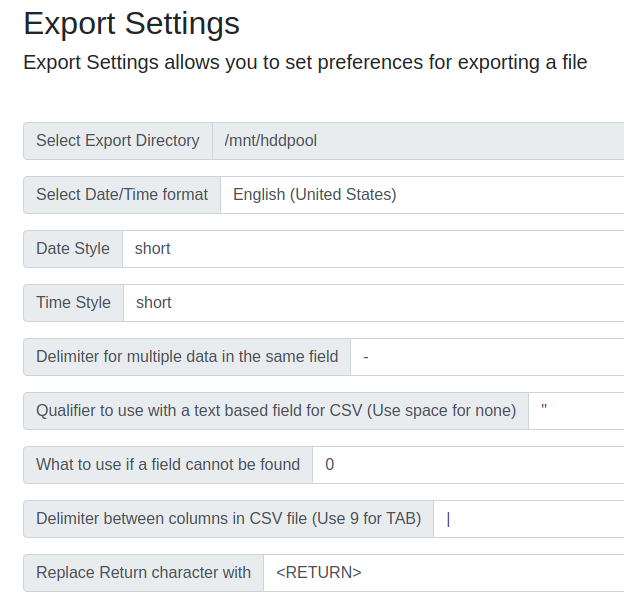 Export Settings
Export Settings allows you to set preferences for exporting a file
Select Export Directory /mnt/hddpool
Select Date/Time format English (United States)
Date Style short
Time Style short
Delimiter for multiple data in the same field -
Qualifier to use with a text based field for CSV (Use space for none) "
What to use if a field cannot be found 0
Delimiter between columns in CSV file (Use 9 for TAB) |
Replace Return character with <RETURN>